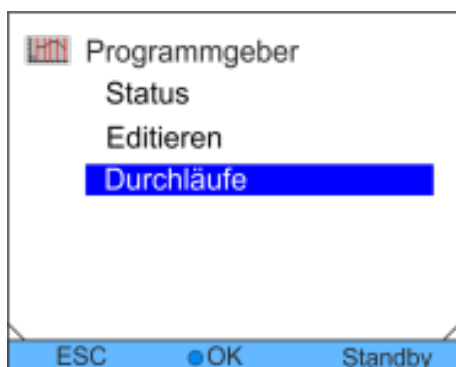 Programmgeber
Status
Editieren
Durchläufe
ESC OK Standby